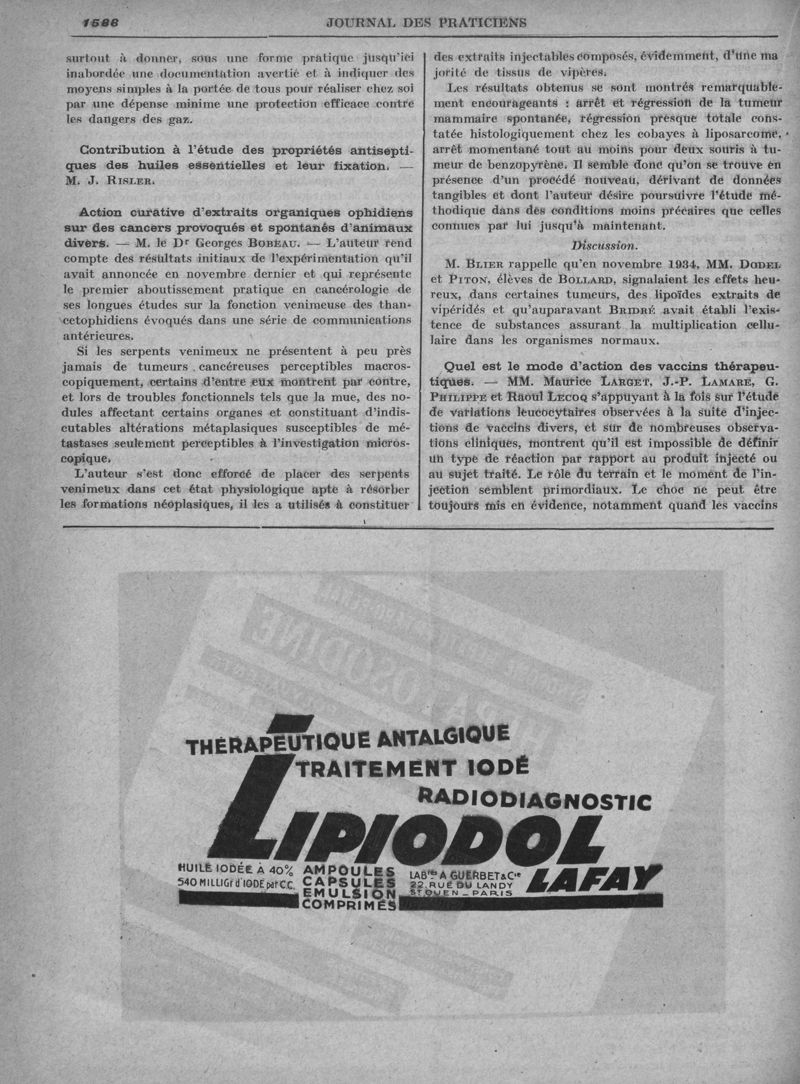 1586
JOURNAL DES PRATICIENS
surtout à donner, sous une forme pratique jusqu'ici
inabordée une documentation avertié et à indiquer des
moyens simples à la portée de tous pour réaliser chez soi
par une dépense minime une protection efficace contre
les dangers des gaz.
Contribution à l'étude des propriétés antisepti-
ques des huiles essentielles et leur fixation. —
M. J. RISLER.
Action curative d'extraits organiques ophidiens
sur des cancers provoqués et spontanés d'animaux
divers. — M. le Dr Georges BOBEAU. — L'auteur rend
compte des résultats initiaux de l'expérimentation qu'il
avait annoncée en novembre dernier et qui représente
le premier aboutissement pratique en cancérologie de
ses longues études sur la fonction venimeuse des than-
cetophidiens évoqués dans une série de communications
antérieures.
Si les serpents venimeux ne présentent à peu près
jamais de tumeurs cancéreuses perceptibles macros-
copiquement, certains d'entre eux montrent par contre,
et lors de troubles fonctionnels tels que la mue, des no-
dules affectant certains organes et constituant d'indis-
cutables altérations métaplasiques susceptibles de mé-
tastases seulement perceptibles à l'investigation micros-
copique.
L'auteur s'est donc efforcé de placer des serpents
venimeux dans cet état physiologique apte à résorber
les formations néoplasiques, il les a utilisés à constituer
des extraits injectables composés, évidemment, d'une ma
jorité de tissus de vipères.
Les résultats obtenus se sont montrés remarquable-
ment encourageants : arrêt et régression de la tumeur
mammaire spontanée, régression presque totale cons-
tatée histologiquement chez les cobayes à liposarcome,
arrêt momentané tout au moins pour deux souris à tu-
meur de benzopyrène. Il semble donc qu'on se trouve en
présence d'un procédé nouveau, dérivant de données
tangibles et dont l'auteur désire poursuivre l'étude mé-
thodique dans des conditions moins précaires que celles
connues par lui jusqu'à maintenant.
Discussion.
M. BLIER rappelle qu'en novembre 1934, MM. DODEL
et PITON, élèves de BOLLARD, signalaient les effets heu-
reux, dans certaines tumeurs, des lipoïdes extraits de
vipéridés et qu'auparavant BRIDRÉ avait établi l'exis-
tence de substances assurant la multiplication cellu-
laire dans les organismes normaux.
Quel est le mode d'action des vaccins thérapeu-
tiques. — MM. Maurice LARGET, J.-P. LAMARE, G.
PHILIPPE et Raoul LECOQ s'appuyant à la fois sur l'étude
de variations leucocytaires observées à la suite d'injec-
tions de vaccins divers, et sur de nombreuses observa-
tions cliniques, montrent qu'il est impossible de définir
un type de réaction par rapport au produit injecté ou
au sujet traité. Le rôle du terrain et le moment de l'in-
jection semblent primordiaux. Le choc ne peut être
toujours mis en évidence, notamment quand les vaccins
THÉRAPEUTIQUE ANTALGIQUE
TRAITEMENT IODÉ
RADIODIAGNOSTIC
LIPIODOL
LAFAY
HUILE IODÉE À 40%
540 MILLIGr d'IODE par C.C.
AMPOULES
CAPSULES
EMULSION
COMPRIMÉS
LABres A GUERBET & Cie
22, RUE DU LANDY
St OUEN - PARIS